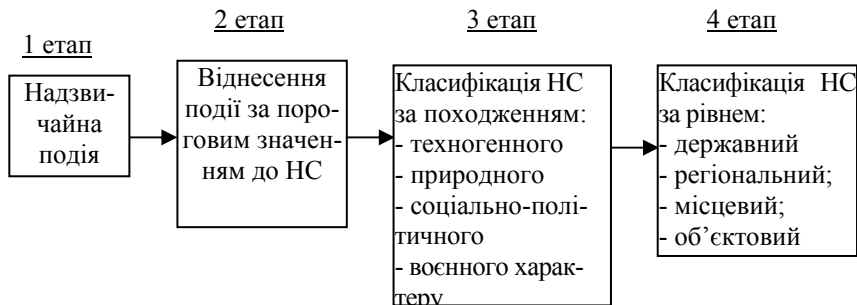 1 етап
2 етап
3 етап
4 етап
Надзви-
чайна
подія
Віднесення
події за поро-
говим значен-
ням до НС
Класифікація НС
за походженням:
- техногенного
- природного
- соціально-полі-
тичного
- воєнного харак-
теру
Класифікація НС
за рівнем:
- державний
- регіональний;
- місцевий;
- об’єктовий